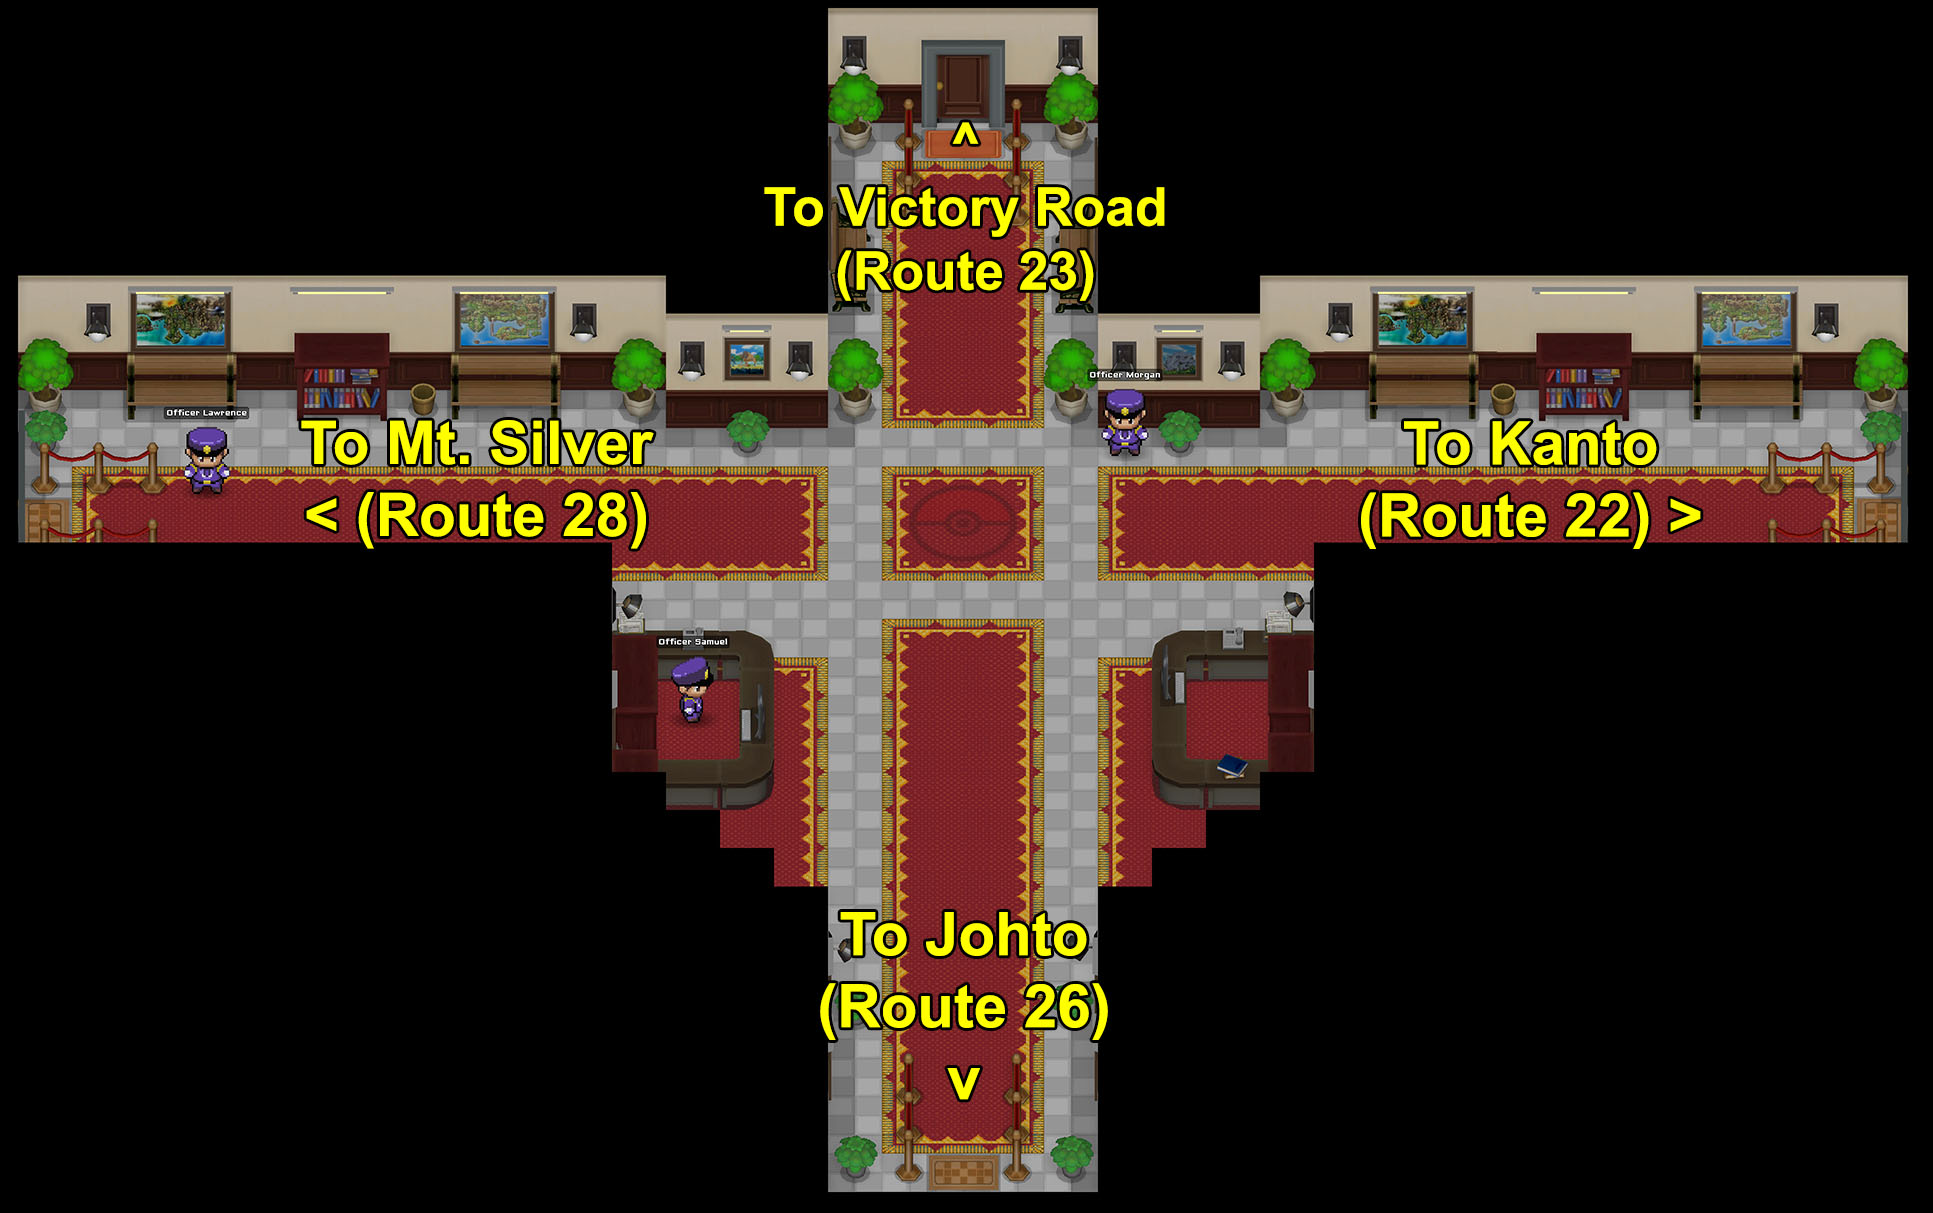 ^
To Victory Road
(Route 23)
Officer Lawrence
To Mt. Silver
< (Route 28)
Officer Morgan
To Kanto
(Route 22) >
Officer Samuel
To Johto
(Route 26)
v